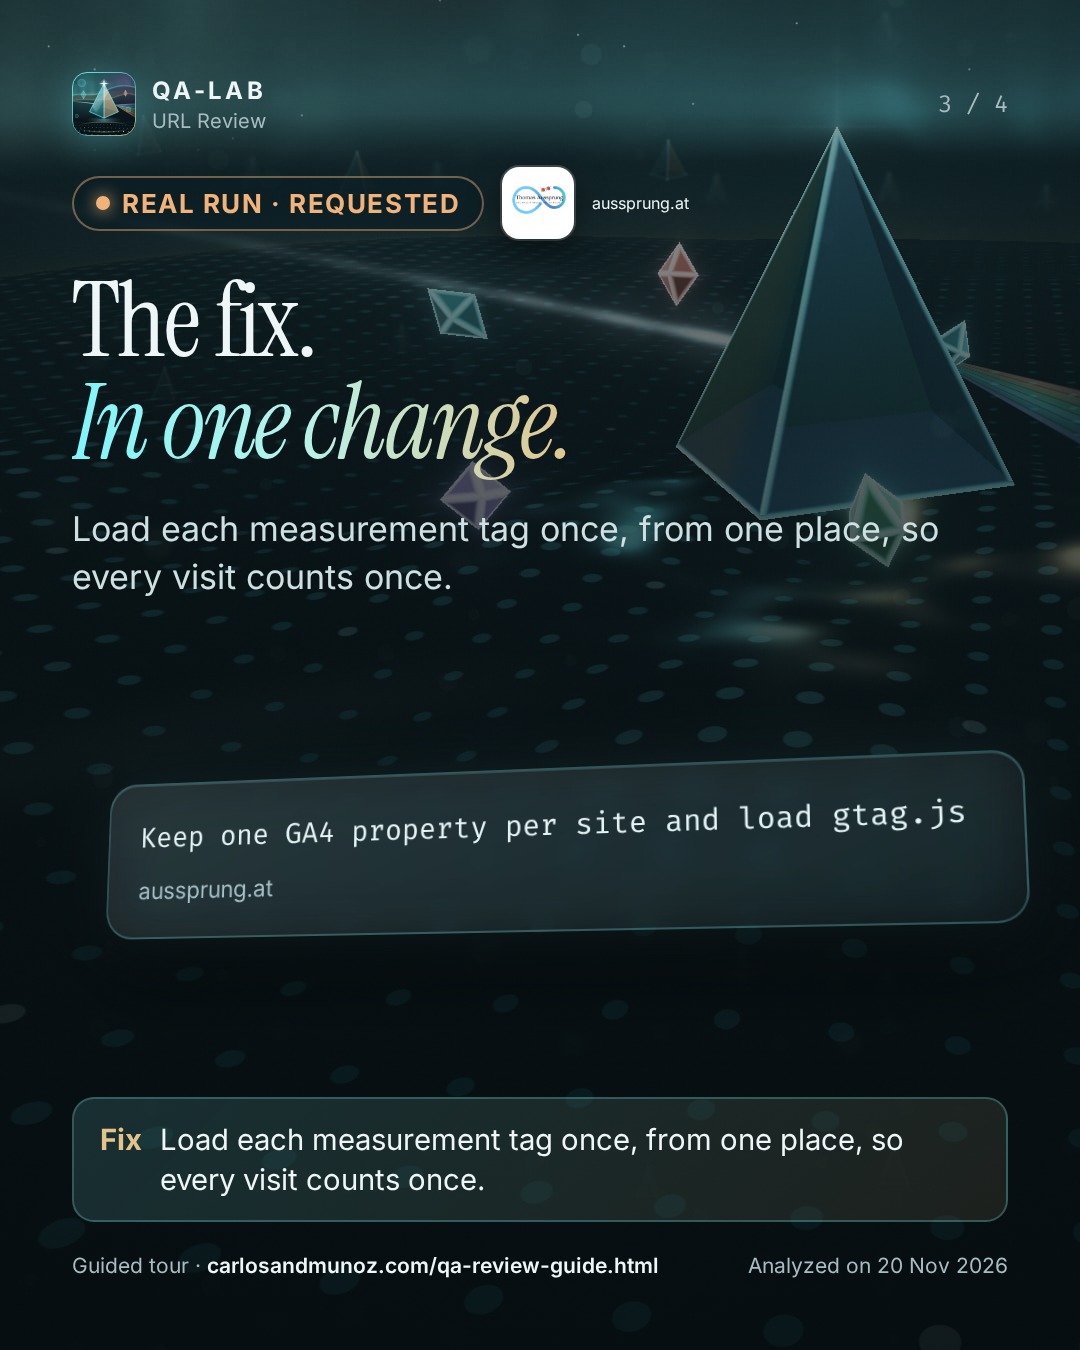 QA-LAB
URL Review
3 / 4
REAL RUN · REQUESTED
Thomas Aussprung
aussprung.at
The fix.
In one change.
Load each measurement tag once, from one place, so
every visit counts once.
Keep one GA4 property per site and load gtag.js
aussprung.at
Fix Load each measurement tag once, from one place, so
every visit counts once.
Guided tour · carlosandmunoz.com/qa-review-guide.html
Analyzed on 20 Nov 2026